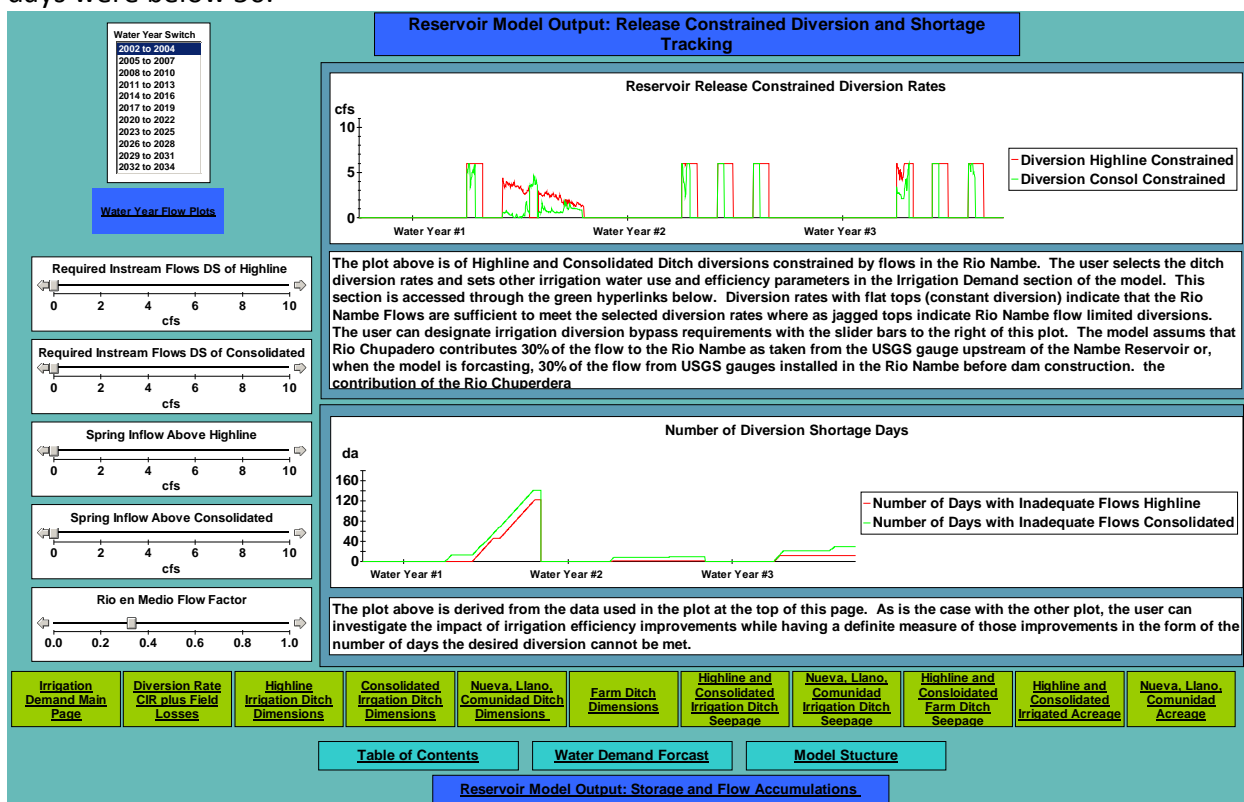 days were below 50.
Reservoir Model Output: Release Constrained Diversion and Shortage
Tracking
Water Year Switch
2002 to 2004
2005 to 2007
2008 to 2010
2011 to 2013
2014 to 2016
2017 to 2019
2020 to 2022
2023 to 2025
2026 to 2028
2029 to 2031
2032 to 2034
Water Year Flow Plots
Reservoir Release Constrained Diversion Rates
cfs
10
5
0
Water Year #1
Water Year #2
Water Year #3
Diversion Highline Constrained
Diversion Consol Constrained
Required Instream Flows DS of Highline
0 2 4 6 8 10
cfs
Required Instream Flows DS of Consolidated
0 2 4 6 8 10
cfs
Spring Inflow Above Highline
0 2 4 6 8 10
cfs
Spring Inflow Above Consolidated
0 2 4 6 8 10
cfs
Rio en Medio Flow Factor
0.0 0.2 0.4 0.6 0.8 1.0
The plot above is of Highline and Consolidated Ditch diversions constrained by flows in the Rio Nambe. The user selects the ditch
diversion rates and sets other irrigation water use and efficiency parameters in the Irrigation Demand section of the model. This
section is accessed through the green hyperlinks below. Diversion rates with flat tops (constant diversion) indicate that the Rio
Nambe Flows are sufficient to meet the selected diversion rates where as jagged tops indicate Rio Nambe flow limited diversions.
The user can designate irrigation diversion bypass requirements with the slider bars to the right of this plot. The model assumes that
Rio Chupadero contributes 30% of the flow to the Rio Nambe as taken from the USGS gauge upstream of the Nambe Reservoir or,
when the model is forcasting, 30% of the flow from USGS gauges installed in the Rio Nambe before dam construction. the
contribution of the Rio Chuperdera
Number of Diversion Shortage Days
da
160
120
80
40
0
Water Year #1
Water Year #2
Water Year #3
Number of Days with Inadequate Flows Highline
Number of Days with Inadequate Flows Consolidated
The plot above is derived from the data used in the plot at the top of this page. As is the case with the other plot, the user can
investigate the impact of irrigation efficiency improvements while having a definite measure of those improvements in the form of the
number of days the desired diversion cannot be met.
Irrigation
Demand Main
Page
Diversion Rate
CIR plus Field
Losses
Highline
Irrigation Ditch
Dimensions
Consolidated
Irrgation Ditch
Dimensions
Nueva, Llano,
Comunidad Ditch
Dimensions
Farm Ditch
Dimensions
Highline and
Consolidated
Irrigation Ditch
Seepage
Nueva, Llano,
Comunidad
Irrigation Ditch
Seepage
Highline and
Consloidated
Farm Ditch
Seepage
Highline and
Consolidated
Irrigated Acreage
Nueva, Llano,
Comunidad
Acreage
Table of Contents
Water Demand Forcast
Model Stucture
Reservoir Model Output: Storage and Flow Accumulations